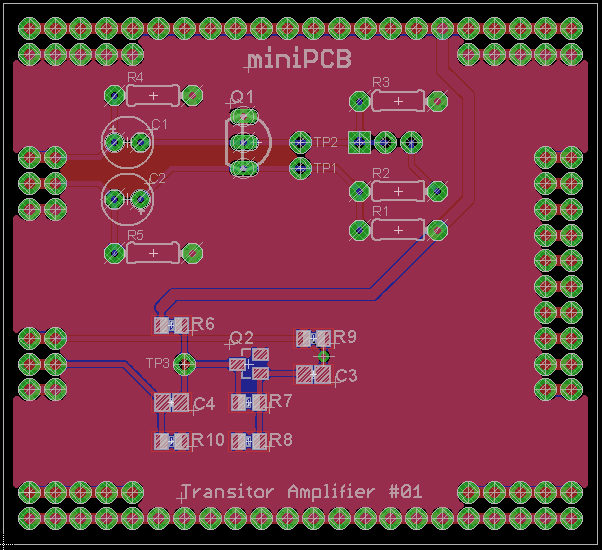 miniPCB
R4
Q1
R3
C1
TP2
C2
TP1
R2
R1
R5
R6
Q2
R9
TP3
C3
C4
R7
R10
R8
Transitor Amplifier #01